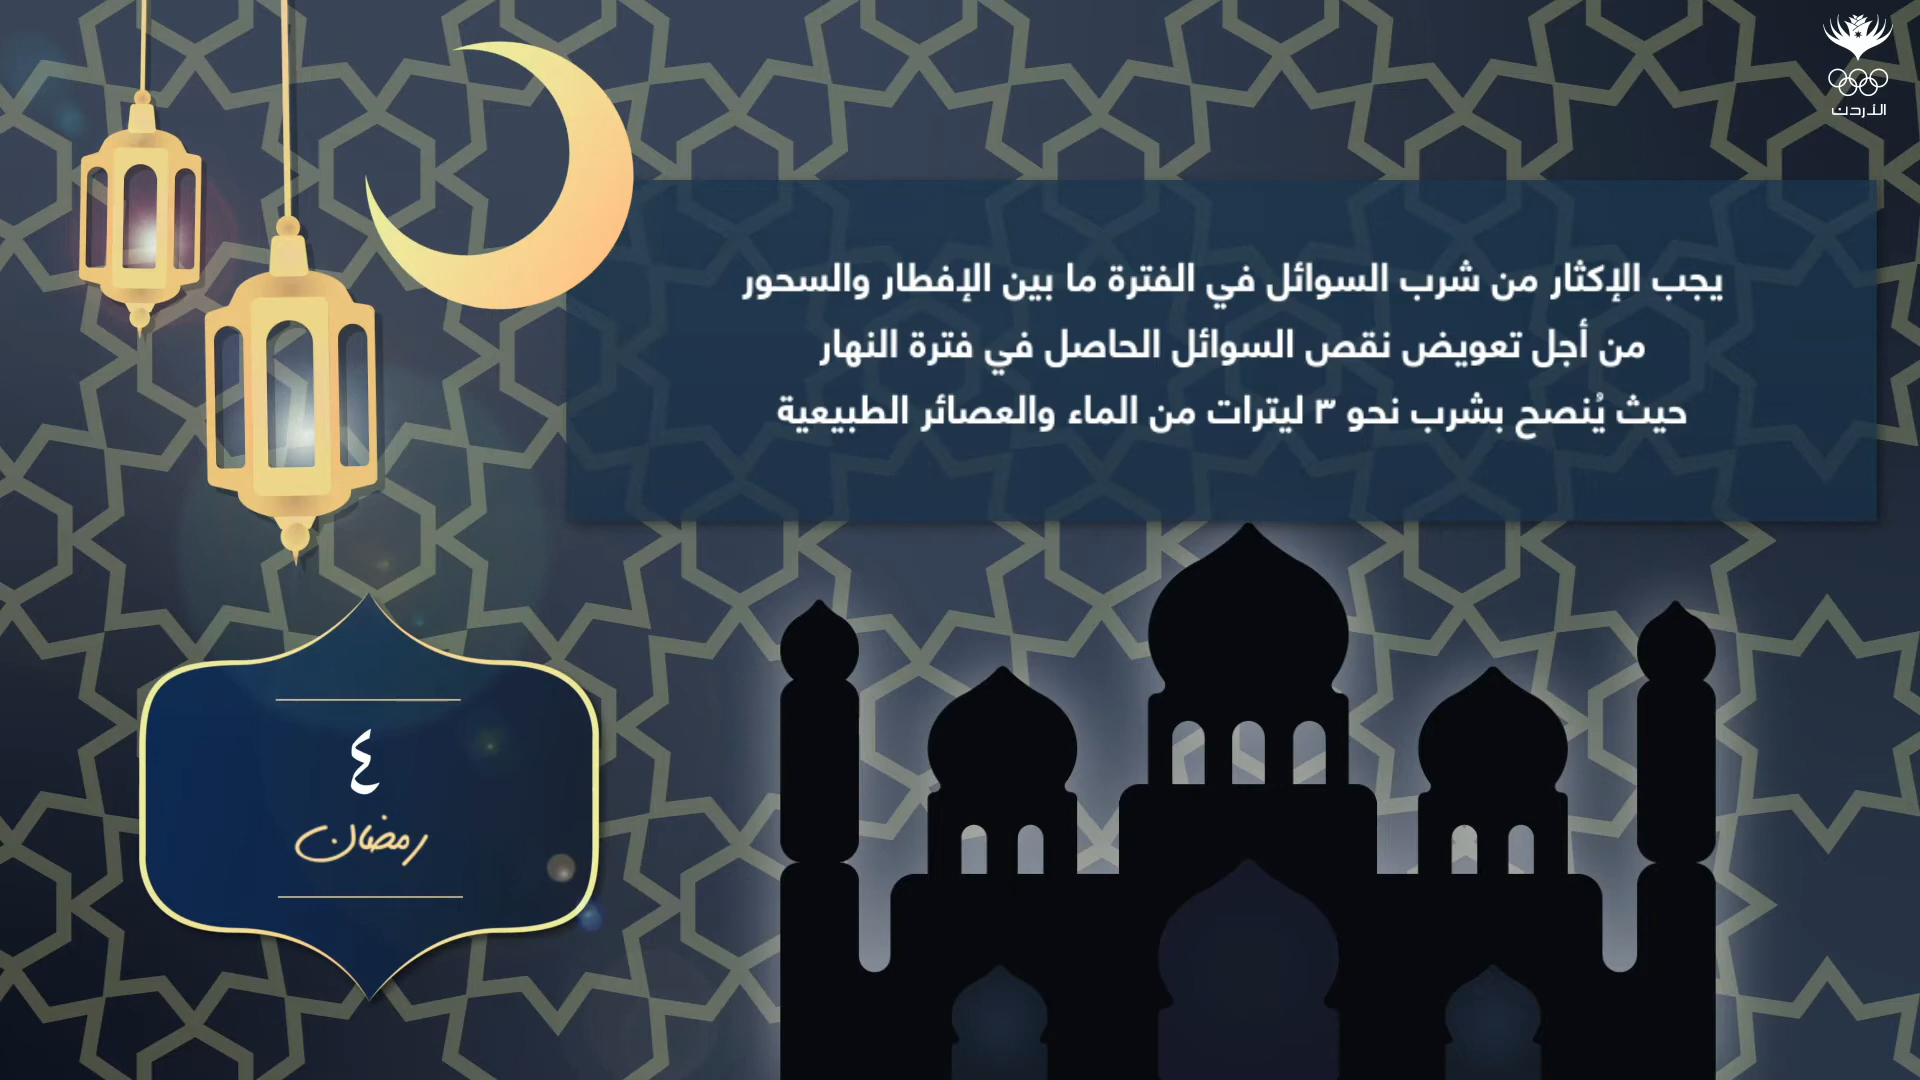 الأردن
يجب الإكثار من شرب السوائل في الفترة ما بين الإفطار والسحور
من أجل تعويض نقص السوائل الحاصل في فترة النهار
حيث يُنصح بشرب نحو ٣ ليترات من الماء والعصائر الطبيعية
٤
رمضان